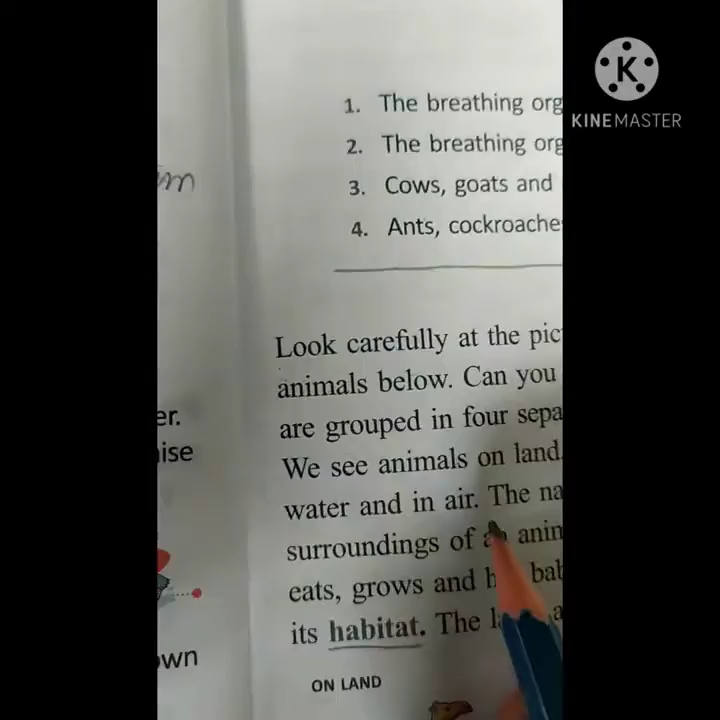 KINEMASTER
1. The breathing org
2. The breathing org
3. Cows, goats and
4. Ants, cockroache
Look carefully at the pic
animals below. Can you
are grouped in four sepa
We see animals on land.
water and in air. The na
surroundings of an anim
eats, grows and h bab
its habitat. The l a
ON LAND
m
er.
ise
own